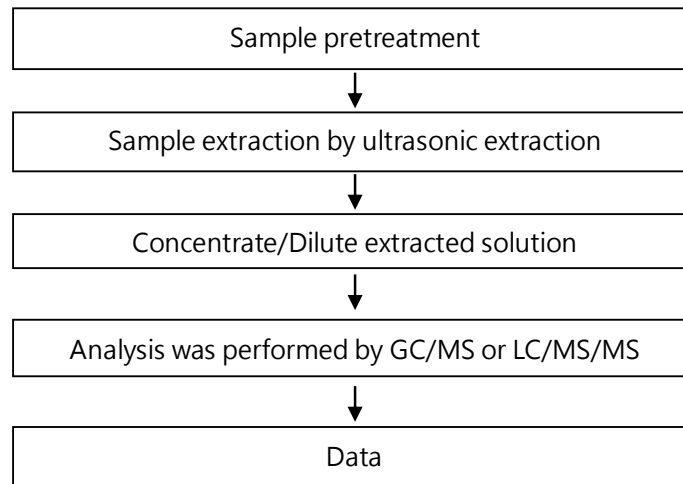 Sample pretreatment
Sample extraction by ultrasonic extraction
Concentrate/Dilute extracted solution
Analysis was performed by GC/MS or LC/MS/MS
Data